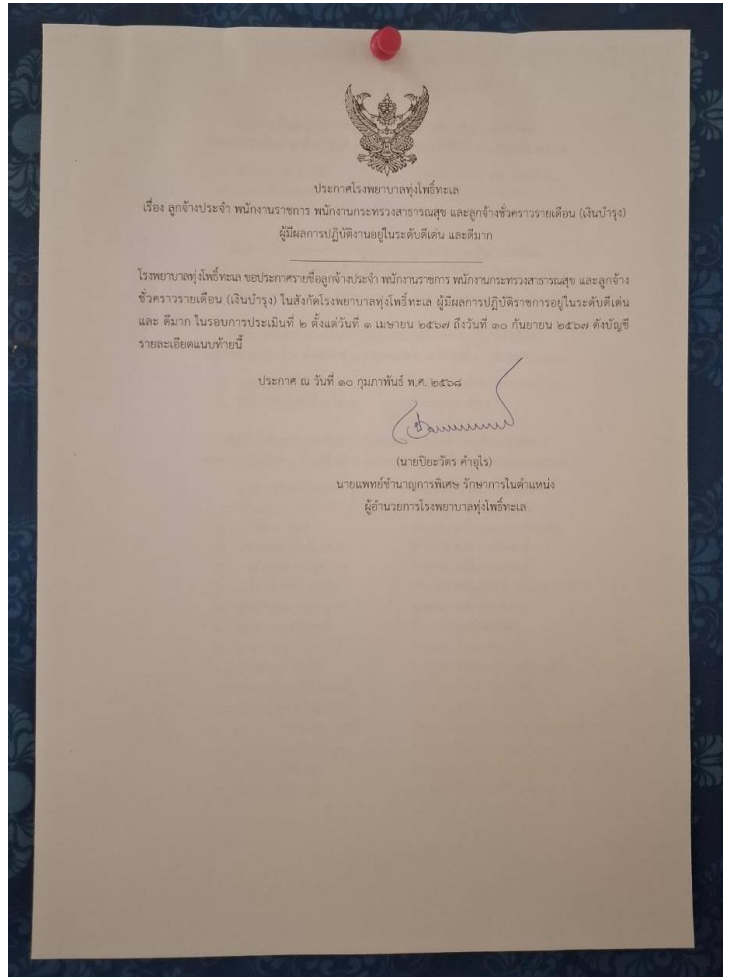 ประกาศโรงพยาบาลทุ่งโพธิ์ทะเล
เรื่อง ลูกจ้างประจำ พนักงานราชการ พนักงานกระทรวงสาธารณสุข และลูกจ้างชั่วคราวรายเดือน (เงินบำรุง)
ผู้มีผลการปฏิบัติงานอยู่ในระดับดีเด่น และดีมาก
โรงพยาบาลทุ่งโพธิ์ทะเล ขอประกาศรายชื่อลูกจ้างประจำ พนักงานราชการ พนักงานกระทรวงสาธารณสุข และลูกจ้าง
ชั่วคราวรายเดือน (เงินบำรุง) ในสังกัดโรงพยาบาลทุ่งโพธิ์ทะเล ผู้มีผลการปฏิบัติราชการอยู่ในระดับดีเด่น
และ ดีมาก ในรอบการประเมินที่ ๒ ตั้งแต่วันที่ ๑ เมษายน ๒๕๖๗ ถึงวันที่ ๓๐ กันยายน ๒๕๖๗ ดังบัญชี
รายละเอียดแนบท้ายนี้
ประกาศ ณ วันที่ ๑๐ กุมภาพันธ์ พ.ศ. ๒๕๖๘
(นายปิยะวัตร คำอุไร)
นายแพทย์ชำนาญการพิเศษ รักษาการในตำแหน่ง
ผู้อำนวยการโรงพยาบาลทุ่งโพธิ์ทะเล